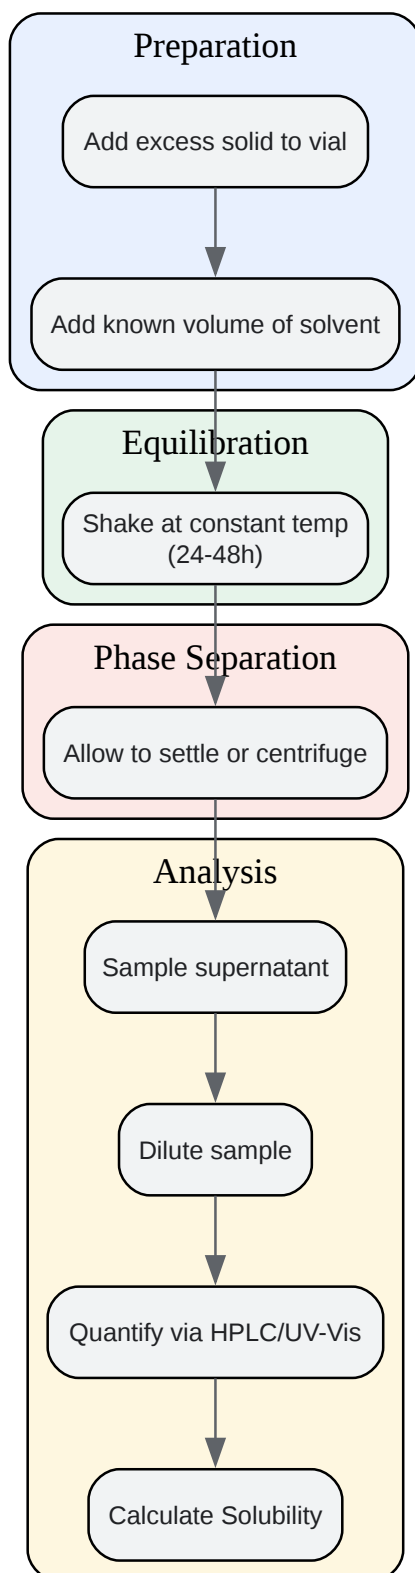 Preparation
Add excess solid to vial
Add known volume of solvent
Equilibration
Shake at constant temp
(24-48h)
Phase Separation
Allow to settle or centrifuge
Analysis
Sample supernatant
Dilute sample
Quantify via HPLC/UV-Vis
Calculate Solubility